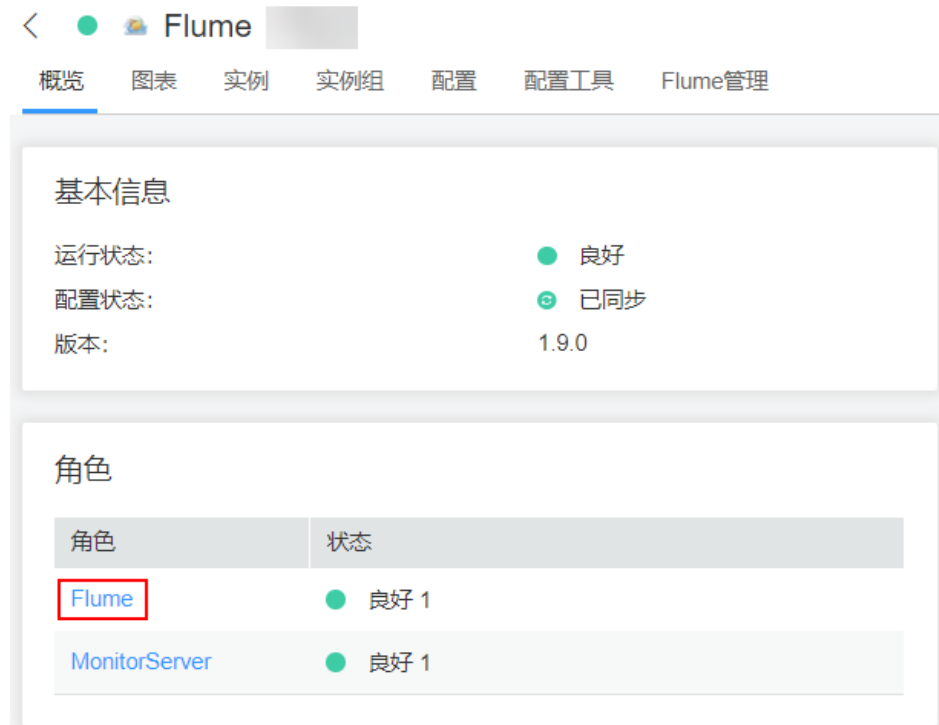 Flume
概览 图表 实例 实例组 配置 配置工具 Flume管理
基本信息
运行状态: 良好
配置状态: 已同步
版本: 1.9.0
角色
角色 状态
Flume 良好 1
MonitorServer 良好 1